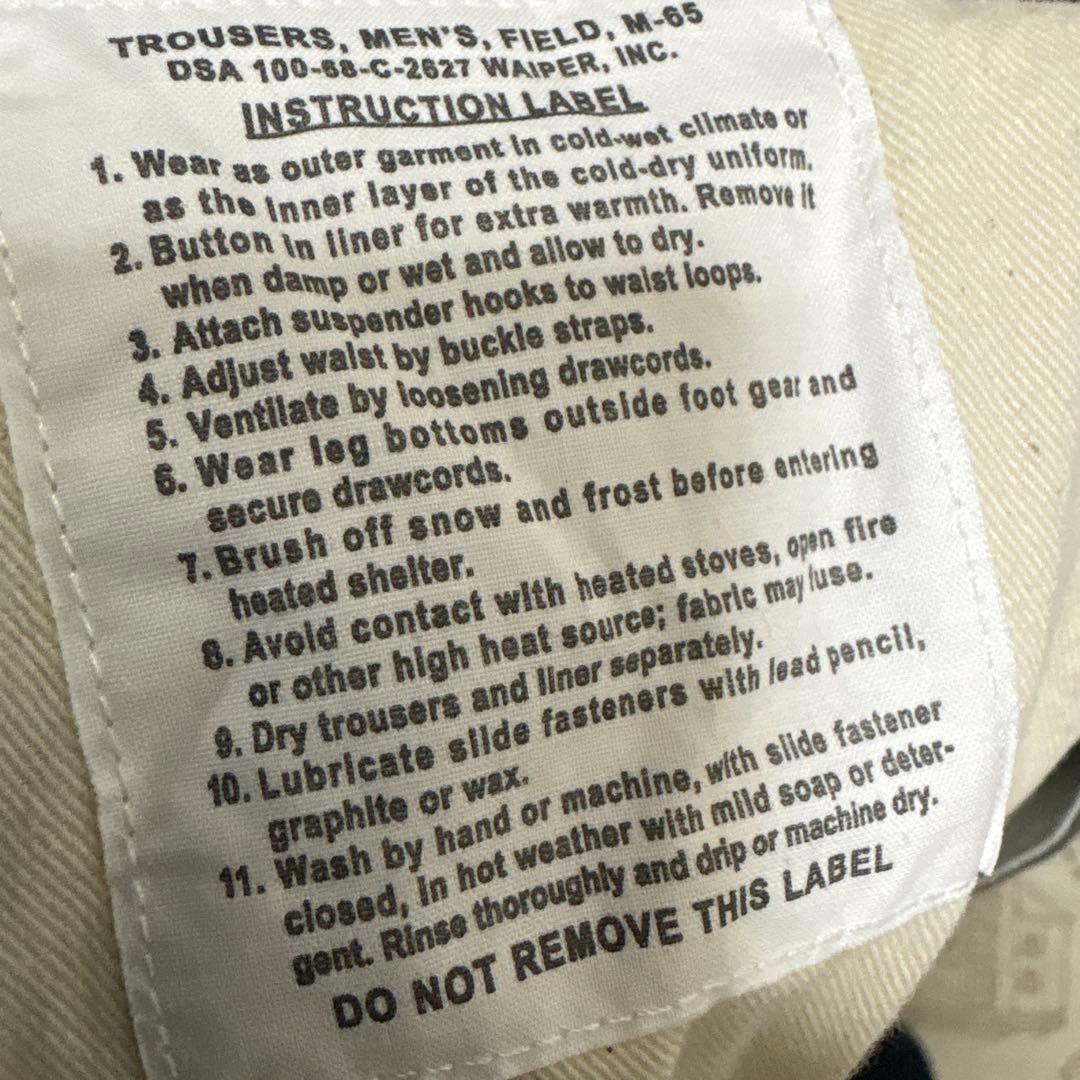 TROUSERS, MEN'S, FIELD, M-65
DSA 100-68-C-2627 WAIPER, INC.
INSTRUCTION LABEL
1. Wear as outer garment in cold-wet climate or
as the inner layer of the cold-dry uniform.
2. Button in liner for extra warmth. Remove it
when damp or wet and allow to dry.
3. Attach suspender hooks to waist loops.
4. Adjust waist by buckle straps.
5. Ventilate by loosening drawcords.
6. Wear leg bottoms outside foot gear and
secure drawcords.
7. Brush off snow and frost before entering
heated shelter.
8. Avoid contact with heated stoves, open fire
or other high heat source; fabric may fuse.
9. Dry trousers and liner separately.
10. Lubricate slide fasteners with lead pencil,
graphite or wax.
11. Wash by hand or machine, with slide fastener
closed, in hot weather with mild soap or deter-
gent. Rinse thoroughly and drip or machine dry.
DO NOT REMOVE THIS LABEL